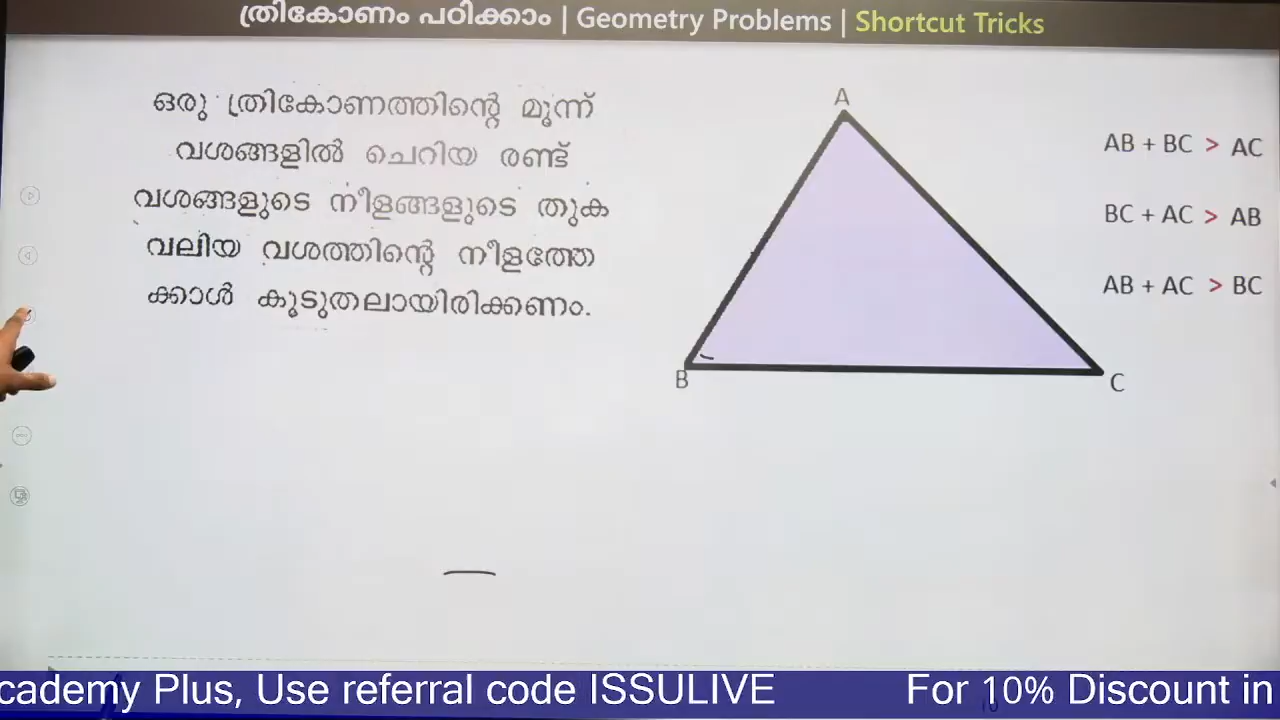 ത്രികോണം പഠിക്കാം | Geometry Problems | Shortcut Tricks
ഒരു ത്രികോണത്തിന്റെ മൂന്ന്
വശങ്ങളിൽ ചെറിയ രണ്ട്
വശങ്ങളുടെ നീളങ്ങളുടെ തുക
വലിയ വശത്തിന്റെ നീളത്തേ
ക്കാൾ കൂടുതലായിരിക്കണം.
A
B
C
AB + BC > AC
BC + AC > AB
AB + AC > BC
cademy Plus, Use referral code ISSULIVE For 10% Discount in